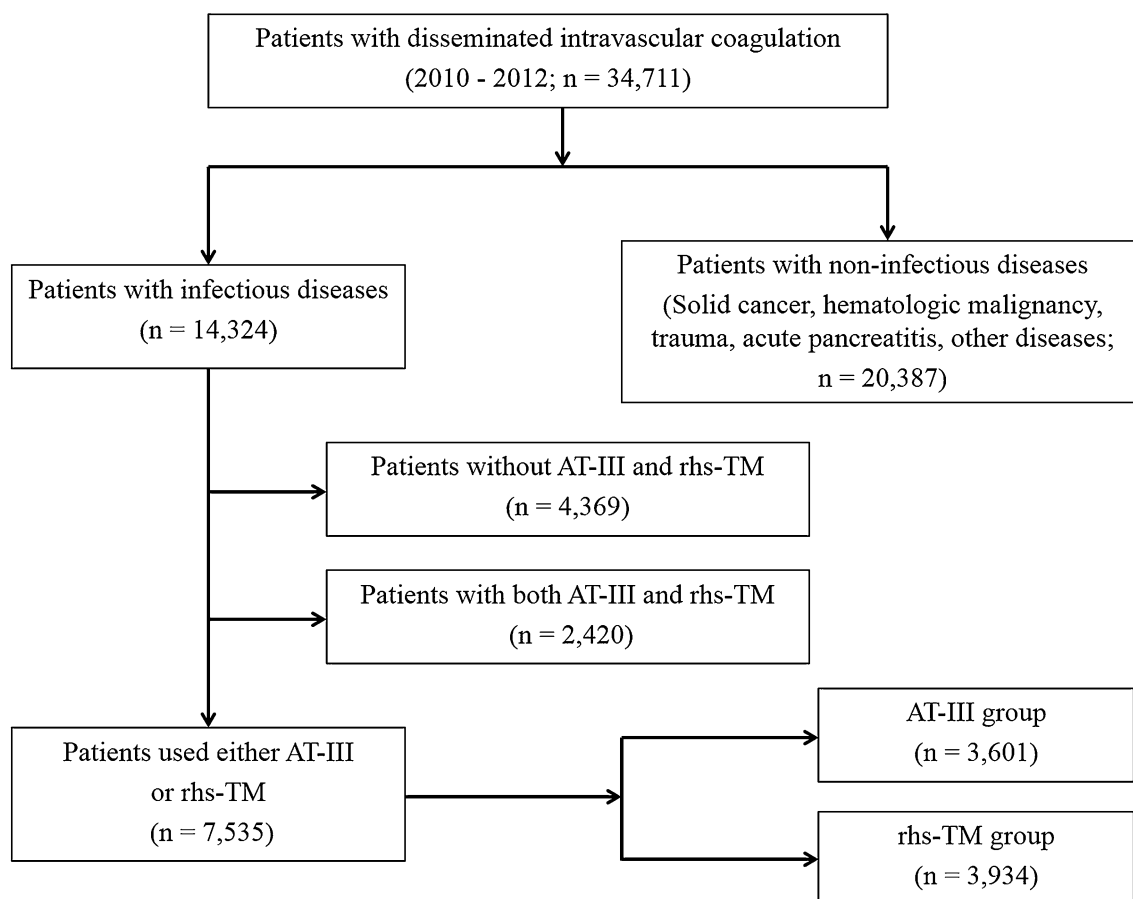 Patients with disseminated intravascular coagulation
(2010 - 2012; n = 34,711)
Patients with infectious diseases
(n = 14,324)
Patients with non-infectious diseases
(Solid cancer, hematologic malignancy,
trauma, acute pancreatitis, other diseases;
n = 20,387)
Patients without AT-III and rhs-TM
(n = 4,369)
Patients with both AT-III and rhs-TM
(n = 2,420)
Patients used either AT-III
or rhs-TM
(n = 7,535)
AT-III group
(n = 3,601)
rhs-TM group
(n = 3,934)